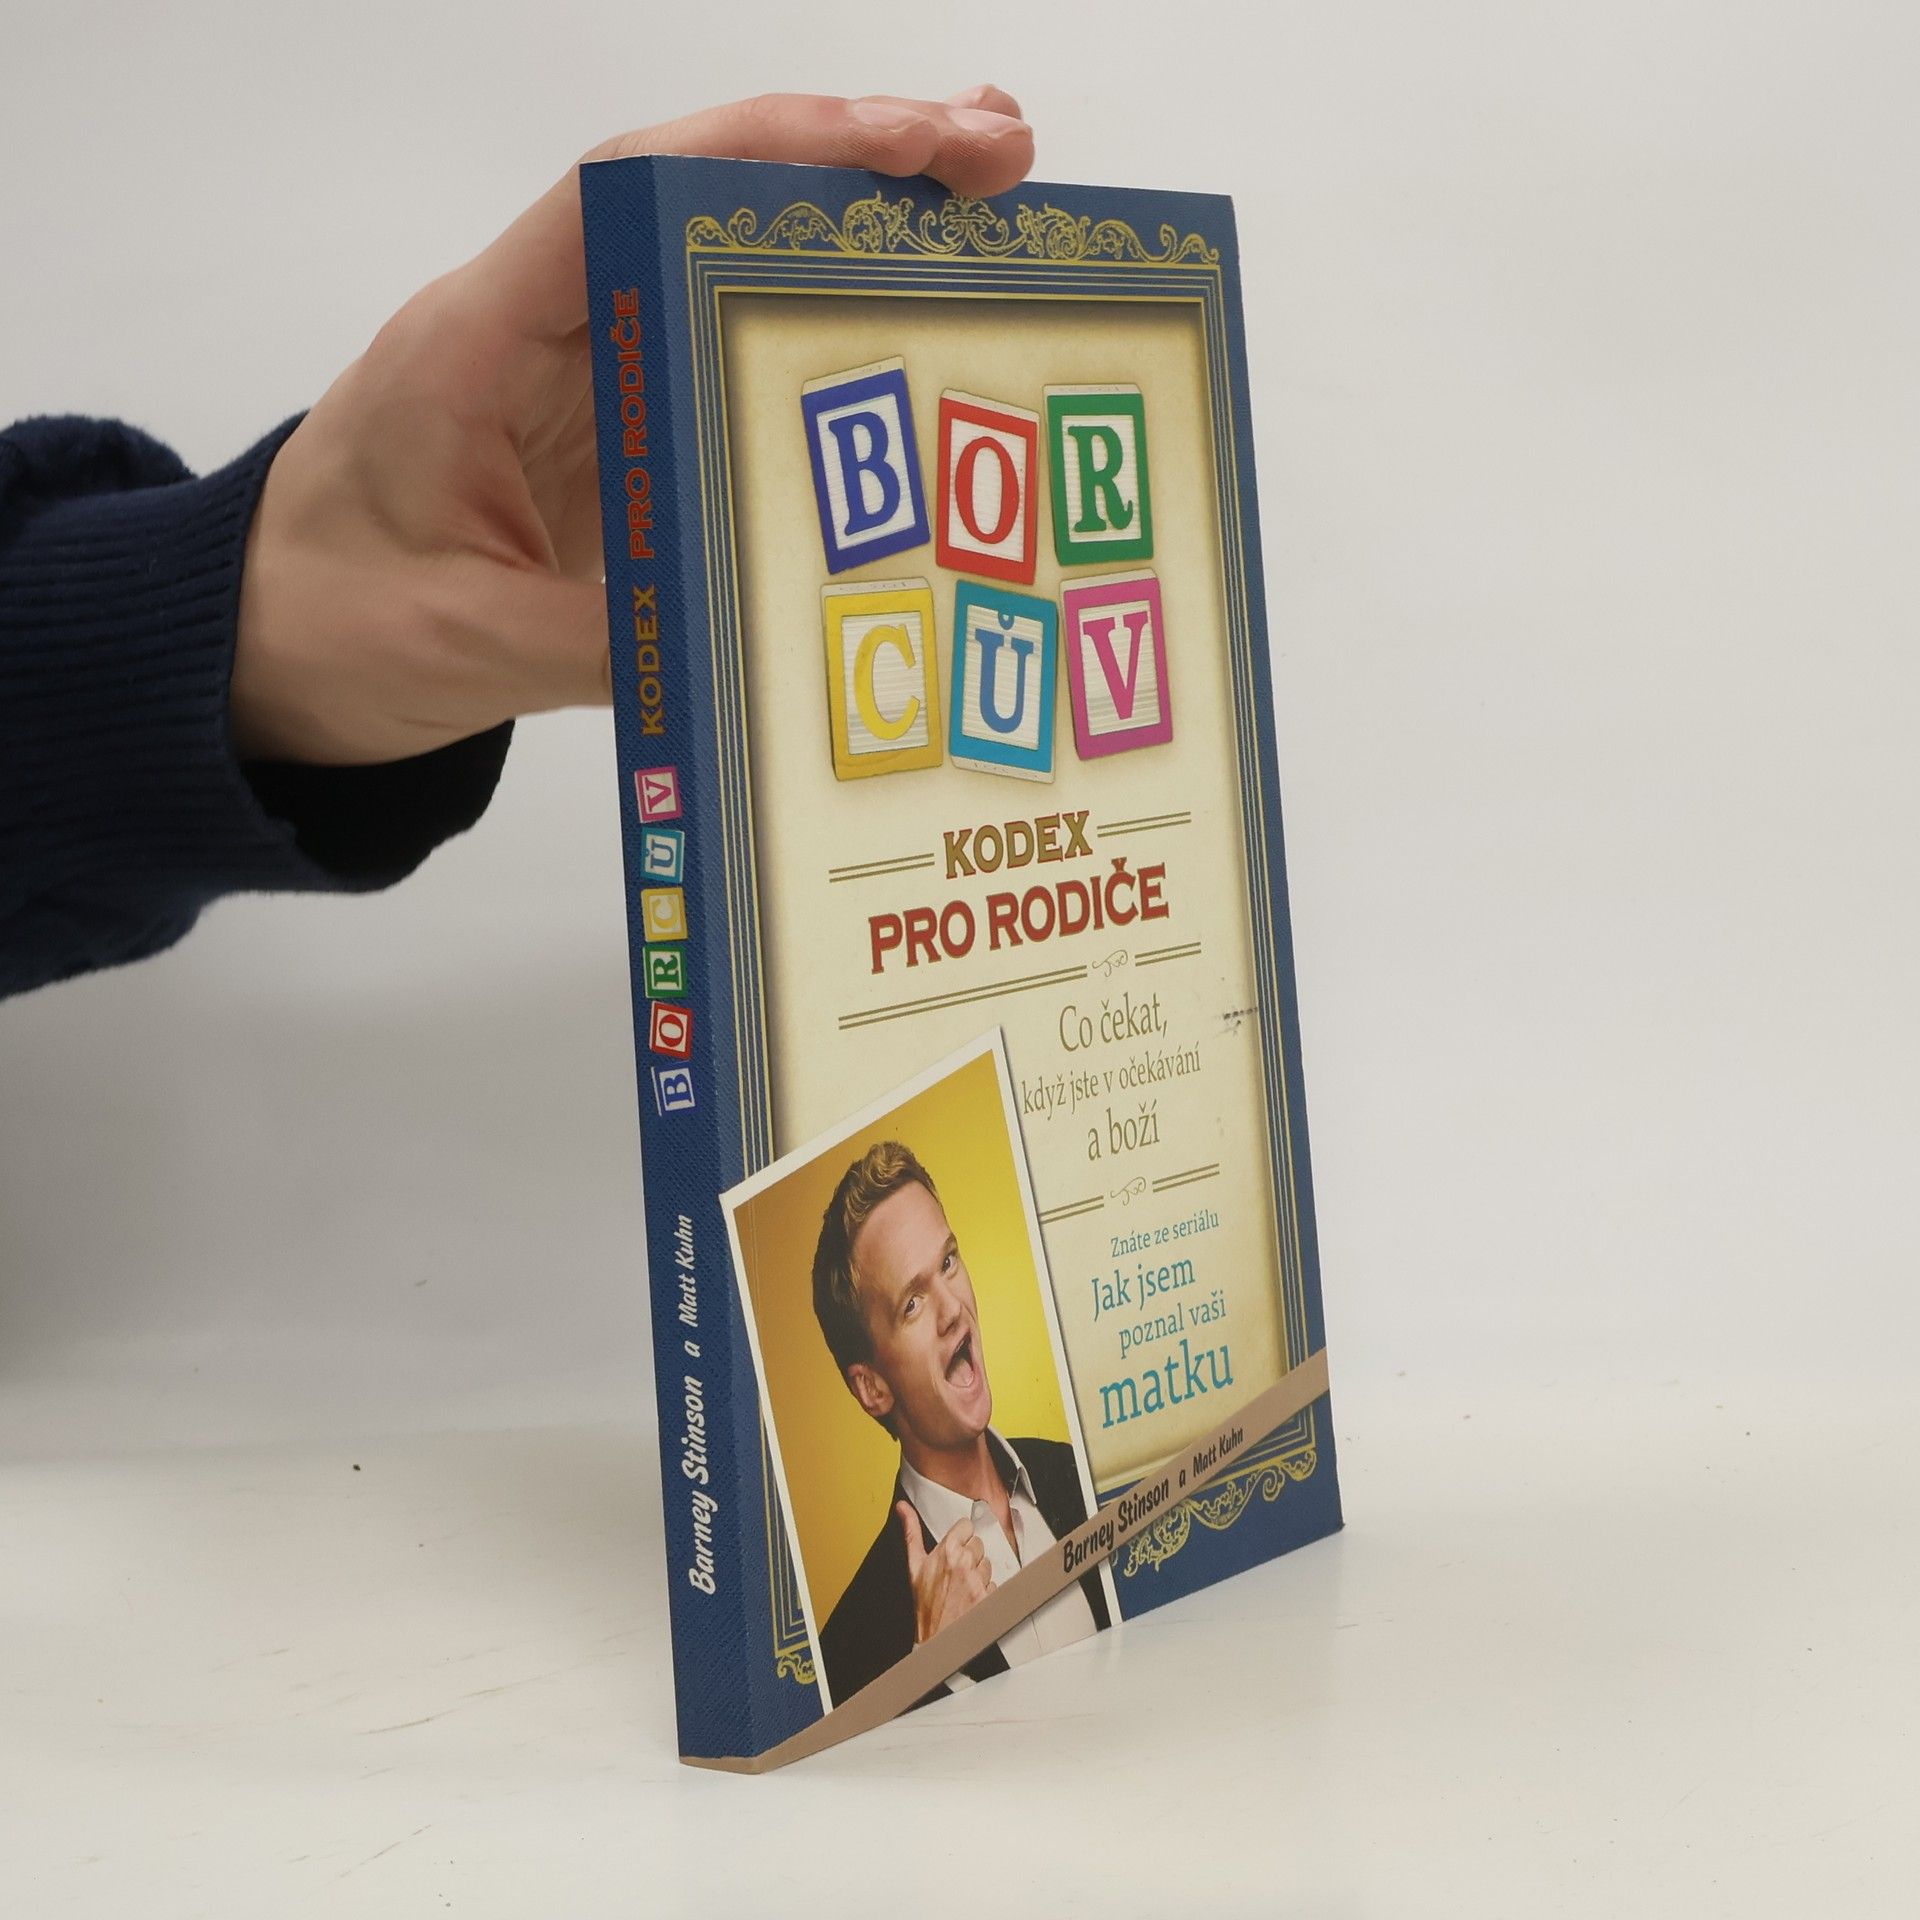 BOR
CŮV
KODEX
PRO RODIČE
Co čekat,
když jste v očekávání
a boží
Znáte ze seriálu
Jak jsem
poznal vaši
matku
Barney Stinson a Matt Kuhn
Barney Stinson a Matt Kuhn BORCŮV KODEX PRO RODIČE